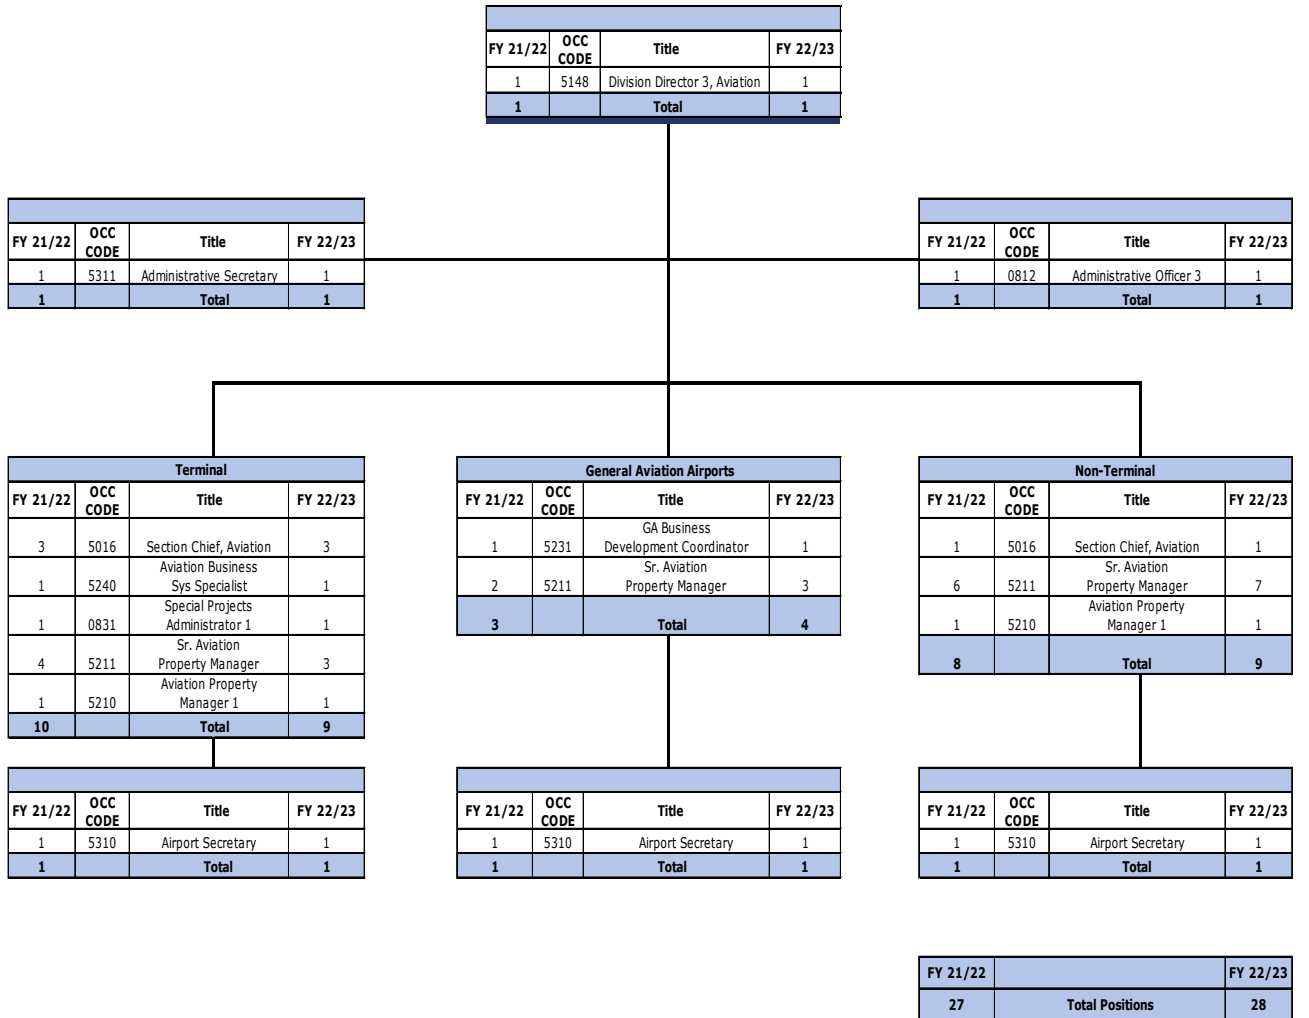 FY 21/22 OCC CODE Title FY 22/23
1 5148 Division Director 3, Aviation 1
1 Total 1
FY 21/22 OCC CODE Title FY 22/23
1 5311 Administrative Secretary 1
1 Total 1
FY 21/22 OCC CODE Title FY 22/23
1 0812 Administrative Officer 3 1
1 Total 1
Terminal
FY 21/22 OCC CODE Title FY 22/23
3 5016 Section Chief, Aviation 3
Aviation Business
1 5240 Sys Specialist 1
Special Projects
1 0831 Administrator 1 1
Sr. Aviation
4 5211 Property Manager 3
Aviation Property
1 5210 Manager 1 1
10 Total 9
General Aviation Airports
FY 21/22 OCC CODE Title FY 22/23
GA Business
1 5231 Development Coordinator 1
Sr. Aviation
2 5211 Property Manager 3
3 Total 4
Non-Terminal
FY 21/22 OCC CODE Title FY 22/23
1 5016 Section Chief, Aviation 1
Sr. Aviation
6 5211 Property Manager 7
Aviation Property
1 5210 Manager 1 1
8 Total 9
FY 21/22 OCC CODE Title FY 22/23
1 5310 Airport Secretary 1
1 Total 1
FY 21/22 OCC CODE Title FY 22/23
1 5310 Airport Secretary 1
1 Total 1
FY 21/22 OCC CODE Title FY 22/23
1 5310 Airport Secretary 1
1 Total 1
FY 21/22 FY 22/23
27 Total Positions 28